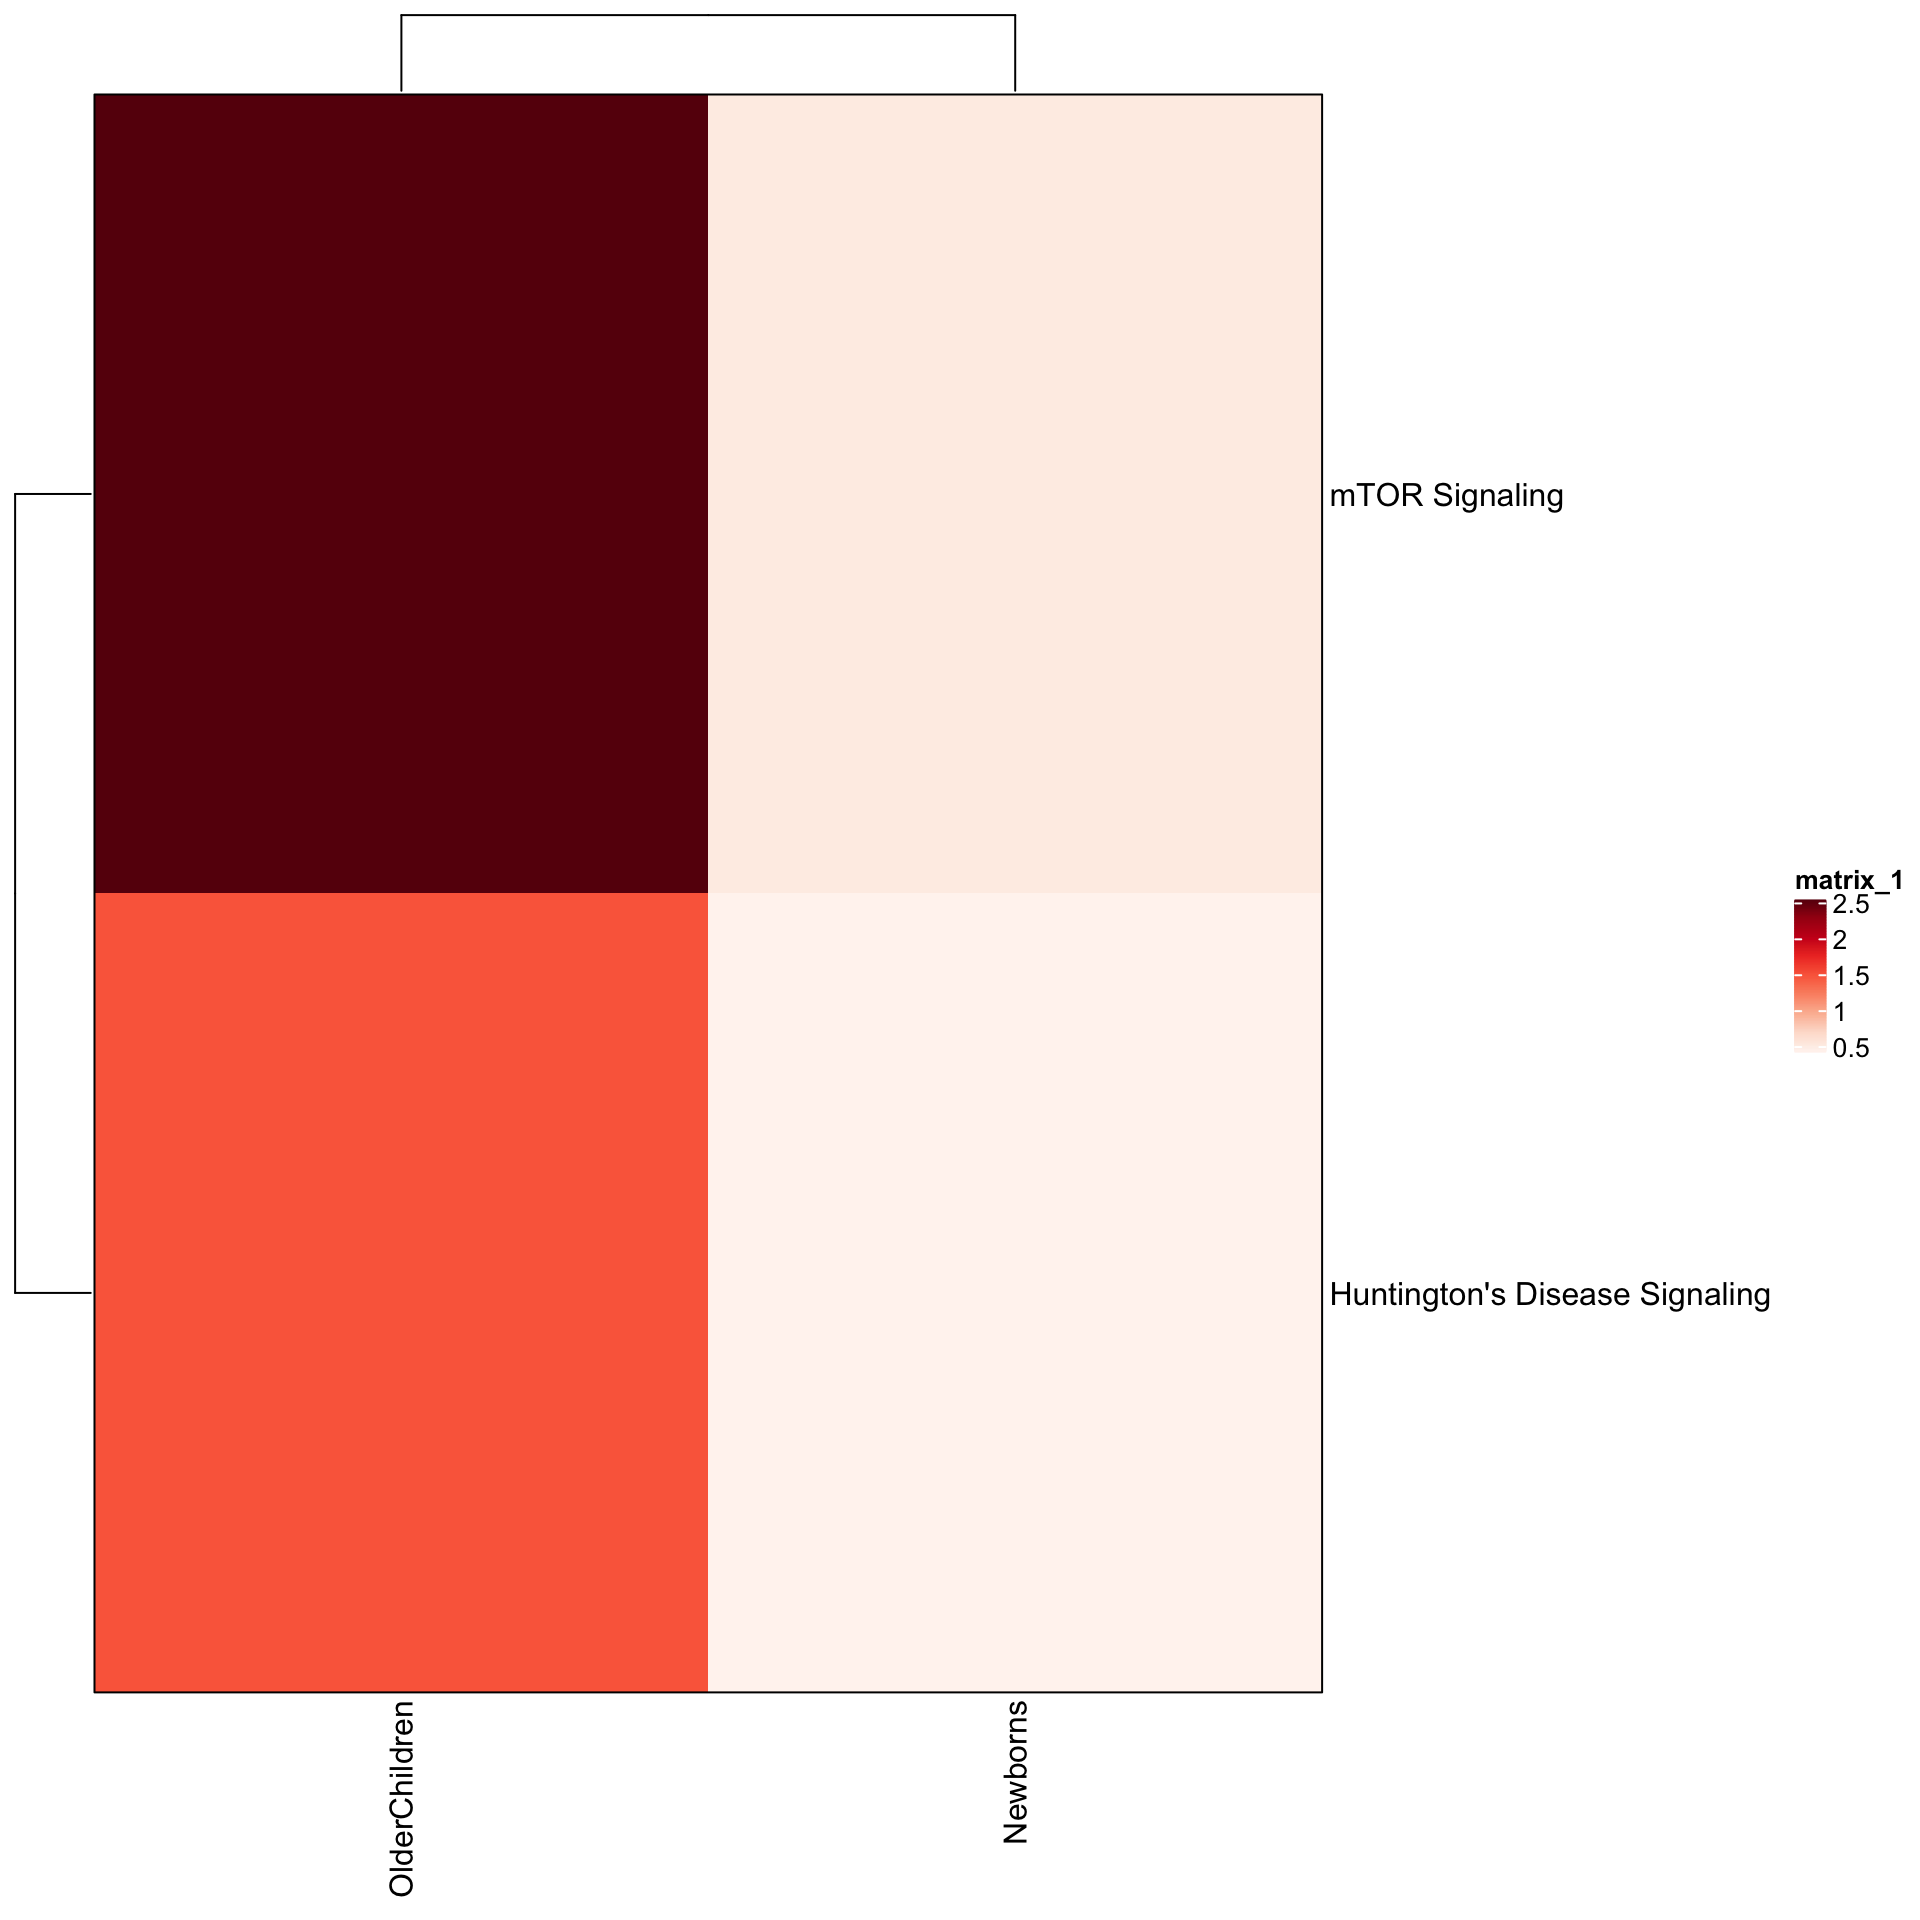 mTOR Signaling
Huntington's Disease Signaling
matrix_1
2.5
2
1.5
1
0.5
OlderChildren
Newborns